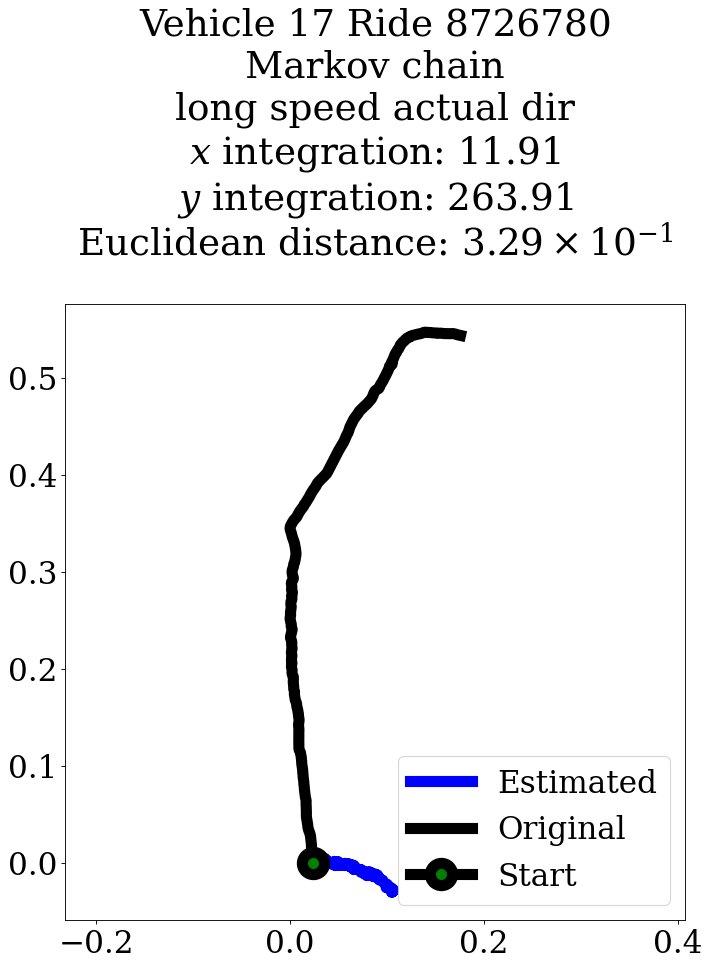 Vehicle 17 Ride 8726780
Markov chain
long speed actual dir
x integration: 11.91
y integration: 263.91
Euclidean distance: 3.29 × 10⁻¹
0.5
0.4
0.3
0.2
0.1
0.0
Estimated
Original
Start
−0.2 0.0 0.2 0.4